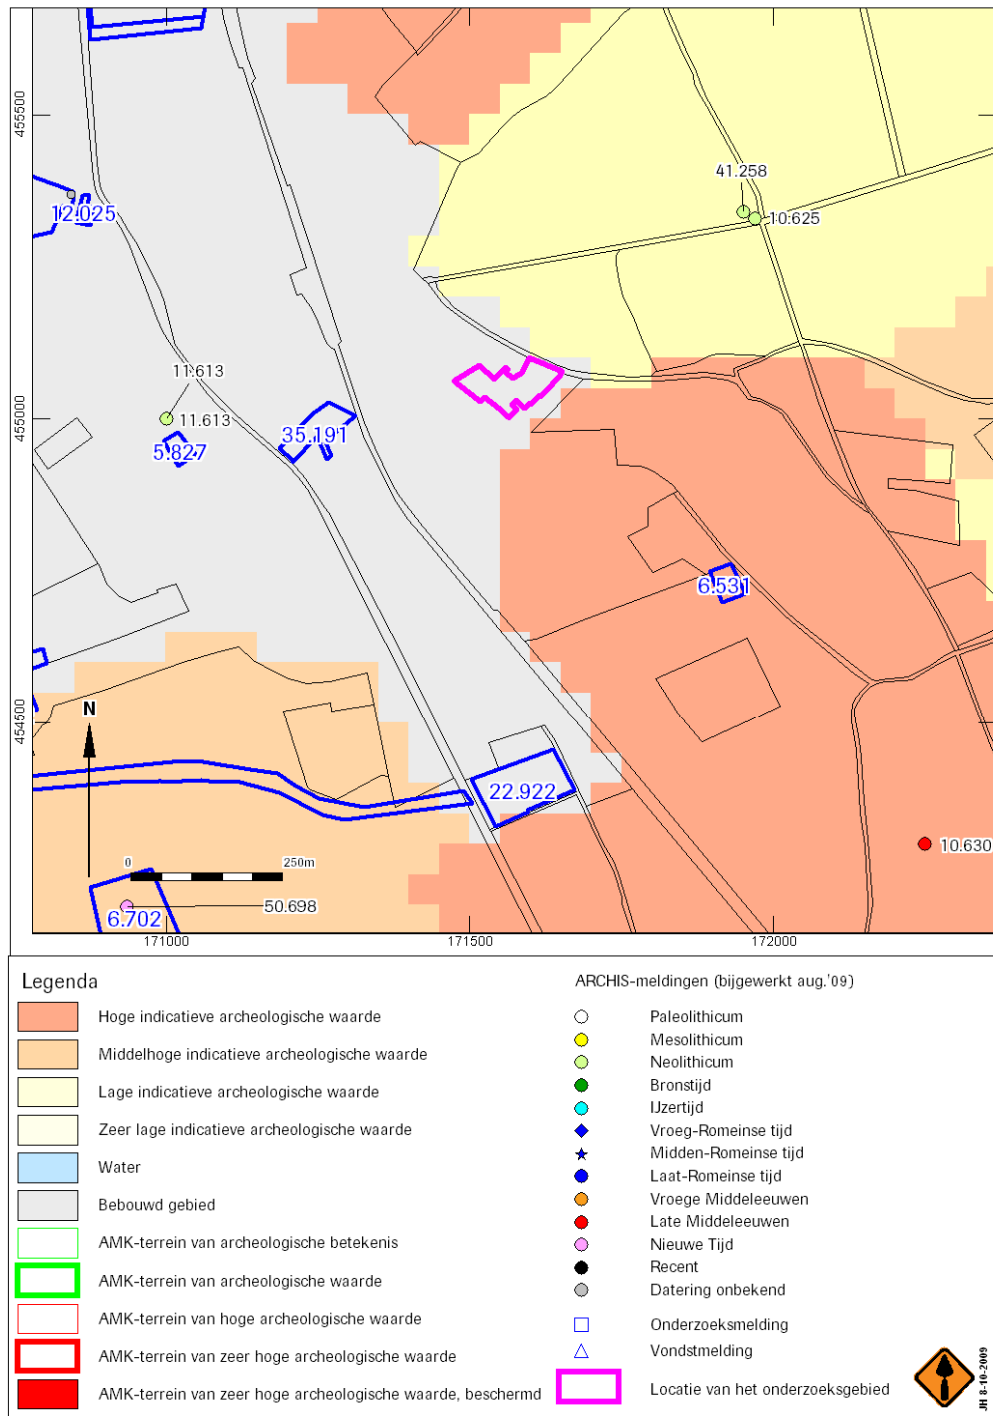 455500
41.258
10.625
12.025
11.613
11.613
35.191
5.827
455000
6.531
N
454500
22.922
0
250m
10.630
50.698
6.702
171000
171500
172000
Legenda
Hoge indicatieve archeologische waarde
Middelhoge indicatieve archeologische waarde
Lage indicatieve archeologische waarde
Zeer lage indicatieve archeologische waarde
Water
Bebouwd gebied
AMK-terrein van archeologische betekenis
AMK-terrein van archeologische waarde
AMK-terrein van hoge archeologische waarde
AMK-terrein van zeer hoge archeologische waarde
AMK-terrein van zeer hoge archeologische waarde, beschermd
ARCHIS-meldingen (bijgewerkt aug.'09)
Paleolithicum
Mesolithicum
Neolithicum
Bronstijd
IJzertijd
Vroeg-Romeinse tijd
Midden-Romeinse tijd
Laat-Romeinse tijd
Vroege Middeleeuwen
Late Middeleeuwen
Nieuwe Tijd
Recent
Datering onbekend
Onderzoeksmelding
Vondstmelding
Locatie van het onderzoeksgebied
JH 8-10-2009